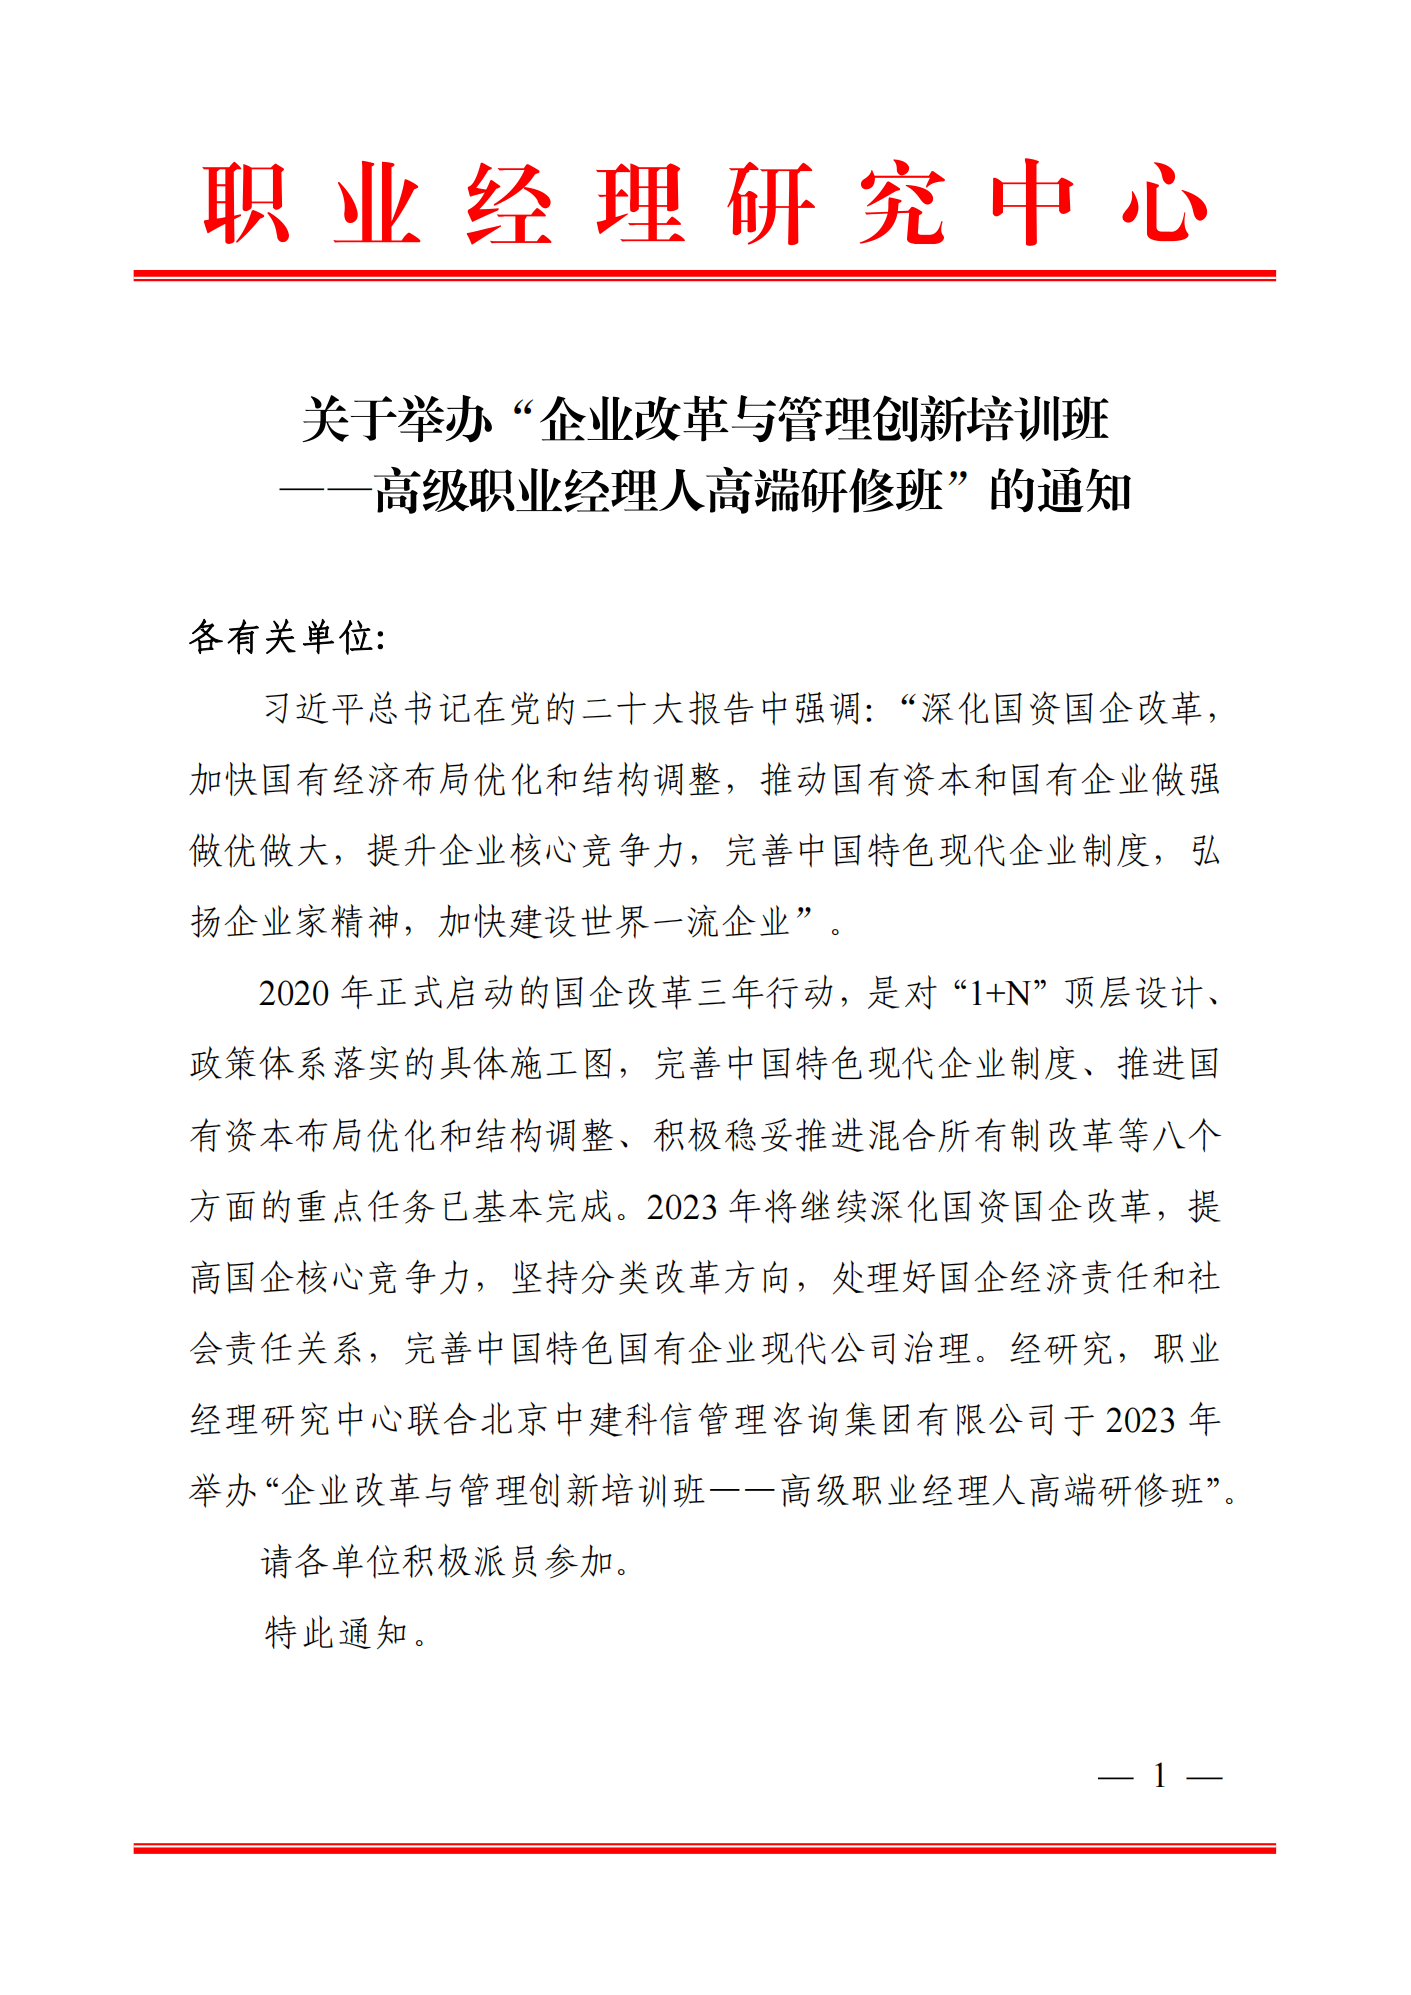 职业经理研究中心
关于举办“企业改革与管理创新培训班
——高级职业经理人高端研修班”的通知
各有关单位:
习近平总书记在党的二十大报告中强调:“深化国资国企改革，
加快国有经济布局优化和结构调整，推动国有资本和国有企业做强
做优做大，提升企业核心竞争力，完善中国特色现代企业制度，弘
扬企业家精神，加快建设世界一流企业”。
2020 年正式启动的国企改革三年行动，是对“1+N”顶层设计、
政策体系落实的具体施工图，完善中国特色现代企业制度、推进国
有资本布局优化和结构调整、积极稳妥推进混合所有制改革等八个
方面的重点任务已基本完成。2023 年将继续深化国资国企改革，提
高国企核心竞争力，坚持分类改革方向，处理好国企经济责任和社
会责任关系，完善中国特色国有企业现代公司治理。经研究，职业
经理研究中心联合北京中建科信管理咨询集团有限公司于 2023 年
举办“企业改革与管理创新培训班——高级职业经理人高端研修班”。
请各单位积极派员参加。
特此通知。
— 1 —